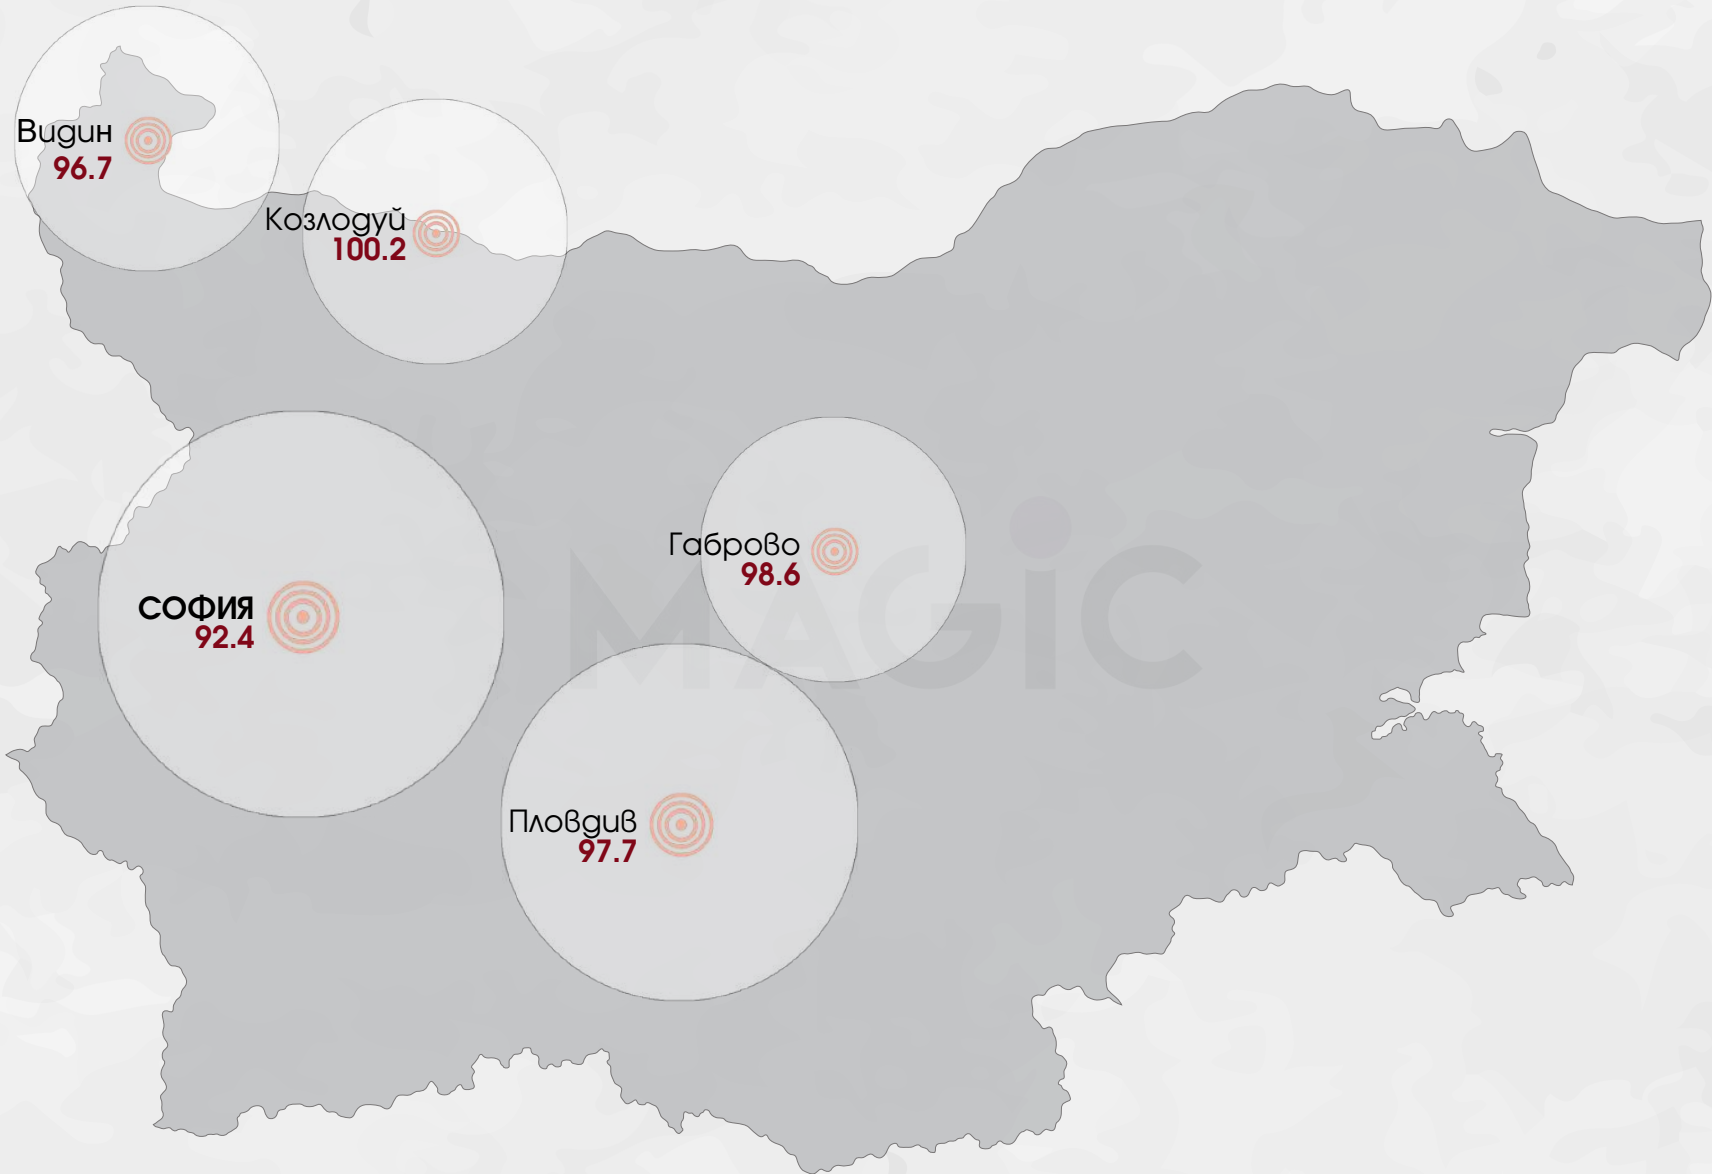 Видин
96.7
Козлодуй
100.2
Габрово
98.6
СОФИЯ
92.4
MAGiC
Пловдив
97.7